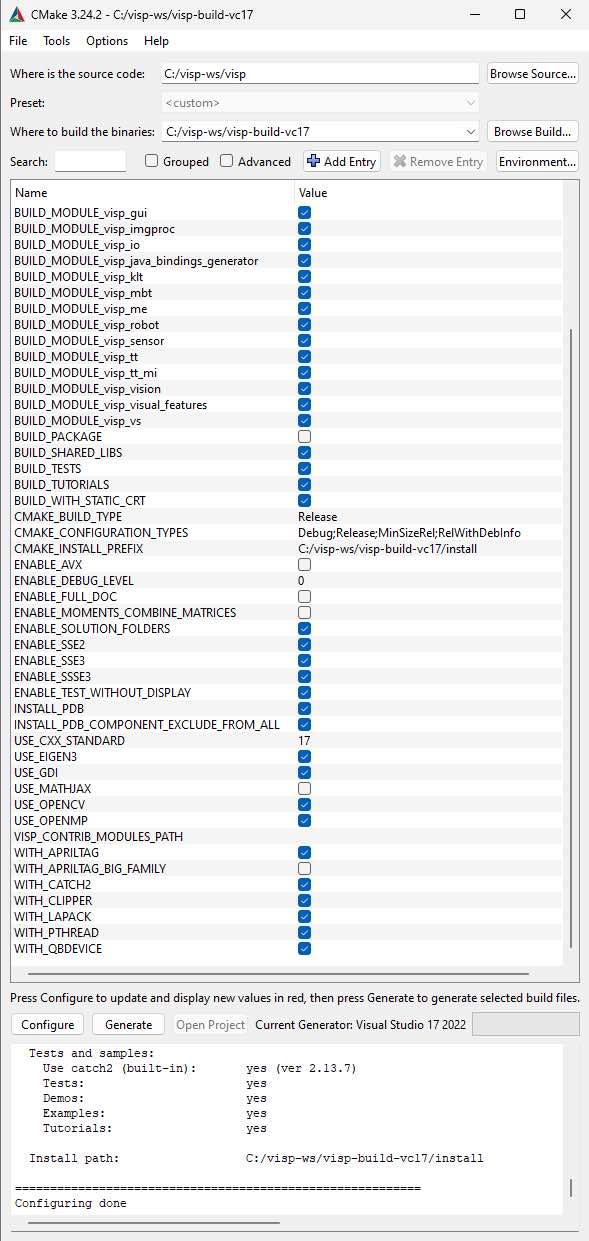 CMake 3.24.2 - C:/visp-ws/visp-build-vc17
File Tools Options Help
Where is the source code: C:/visp-ws/visp Browse Source...
Preset: <custom>
Where to build the binaries: C:/visp-ws/visp-build-vc17 Browse Build...
Search: Grouped Advanced Add Entry Remove Entry Environment...
Name Value
BUILD_MODULE_visp_gui
BUILD_MODULE_visp_imgproc
BUILD_MODULE_visp_io
BUILD_MODULE_visp_java_bindings_generator
BUILD_MODULE_visp_klt
BUILD_MODULE_visp_mbt
BUILD_MODULE_visp_me
BUILD_MODULE_visp_robot
BUILD_MODULE_visp_sensor
BUILD_MODULE_visp_tt
BUILD_MODULE_visp_tt_mi
BUILD_MODULE_visp_vision
BUILD_MODULE_visp_visual_features
BUILD_MODULE_visp_vs
BUILD_PACKAGE
BUILD_SHARED_LIBS
BUILD_TESTS
BUILD_TUTORIALS
BUILD_WITH_STATIC_CRT
CMAKE_BUILD_TYPE Release
CMAKE_CONFIGURATION_TYPES Debug;Release;MinSizeRel;RelWithDebInfo
CMAKE_INSTALL_PREFIX C:/visp-ws/visp-build-vc17/install
ENABLE_AVX
ENABLE_DEBUG_LEVEL 0
ENABLE_FULL_DOC
ENABLE_MOMENTS_COMBINE_MATRICES
ENABLE_SOLUTION_FOLDERS
ENABLE_SSE2
ENABLE_SSE3
ENABLE_SSSE3
ENABLE_TEST_WITHOUT_DISPLAY
INSTALL_PDB
INSTALL_PDB_COMPONENT_EXCLUDE_FROM_ALL
USE_CXX_STANDARD 17
USE_EIGEN3
USE_GDI
USE_MATHJAX
USE_OPENCV
USE_OPENMP
VISP_CONTRIB_MODULES_PATH
WITH_APRILTAG
WITH_APRILTAG_BIG_FAMILY
WITH_CATCH2
WITH_CLIPPER
WITH_LAPACK
WITH_PTHREAD
WITH_QBDEVICE
Press Configure to update and display new values in red, then press Generate to generate selected build files.
Configure Generate Open Project Current Generator: Visual Studio 17 2022
Tests and samples:
Use catch2 (built-in): yes (ver 2.13.7)
Tests: yes
Demos: yes
Examples: yes
Tutorials: yes
Install path: C:/visp-ws/visp-build-vc17/install
==========================================================
Configuring done